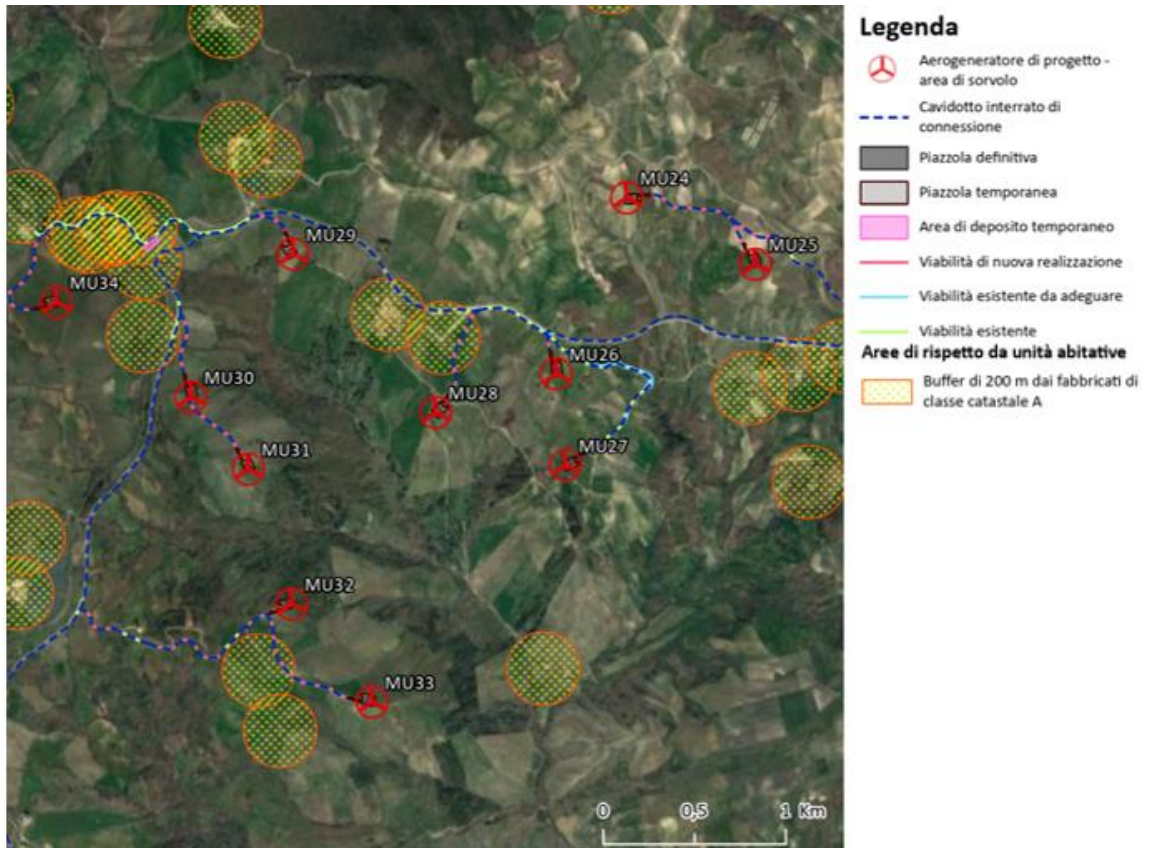 MU24
MU25
MU29
MU34
MU26
MU30
MU28
MU27
MU31
MU32
MU33
0 0,5 1 Km
Legenda
Aerogeneratore di progetto -
area di sorvolo
Cavidotto interrato di
connessione
Piazzola definitiva
Piazzola temporanea
Area di deposito temporaneo
Viabilità di nuova realizzazione
Viabilità esistente da adeguare
Viabilità esistente
Aree di rispetto da unità abitative
Buffer di 200 m dai fabbricati di
classe catastale A